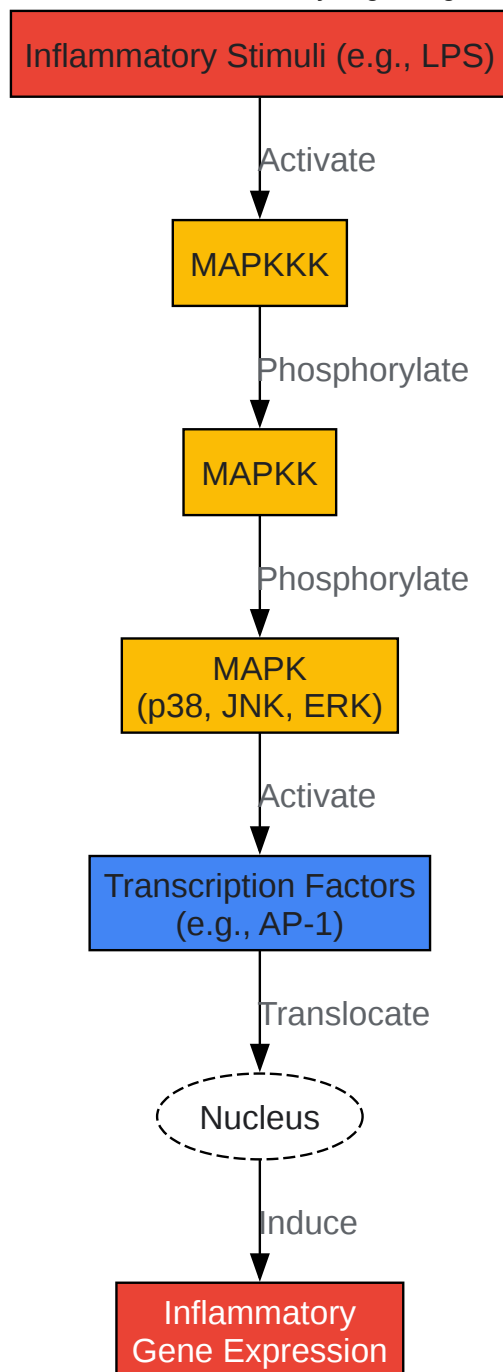 Inflammatory Stimuli (e.g., LPS)
Activate
MAPKKK
Phosphorylate
MAPKK
Phosphorylate
MAPK
(p38, JNK, ERK)
Activate
Transcription Factors
(e.g., AP-1)
Translocate
Nucleus
Induce
Inflammatory
Gene Expression